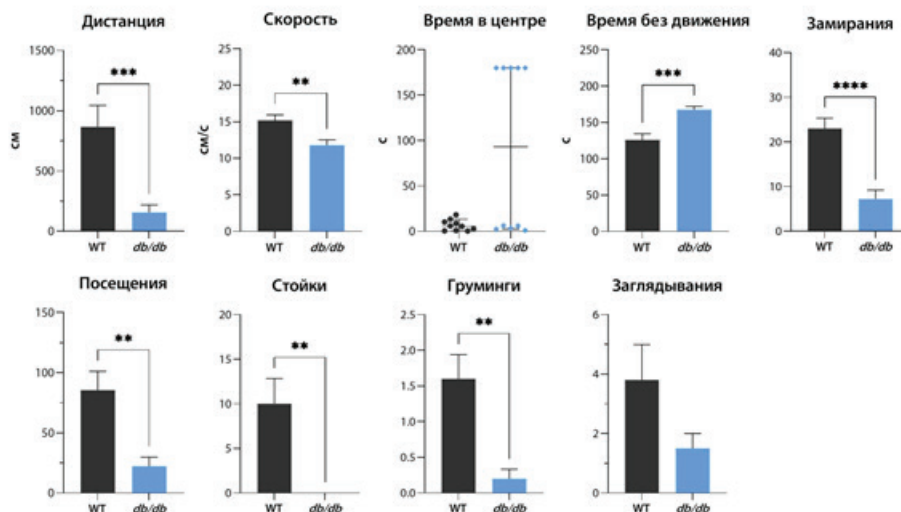 Дистанция
см
1500
1000
500
0
***
WT
db/db
Скорость
см/с
25
20
15
10
5
0
**
WT
db/db
Время в центре
с
200
150
100
50
0
WT
db/db
Время без движения
с
250
200
150
100
50
0
***
WT
db/db
Замирания
40
30
20
10
0
****
WT
db/db
Посещения
150
100
50
0
**
WT
db/db
Стойки
20
15
10
5
0
**
WT
db/db
Груминги
2.5
2.0
1.5
1.0
0.5
0.0
**
WT
db/db
Заглядывания
6
4
2
0
WT
db/db